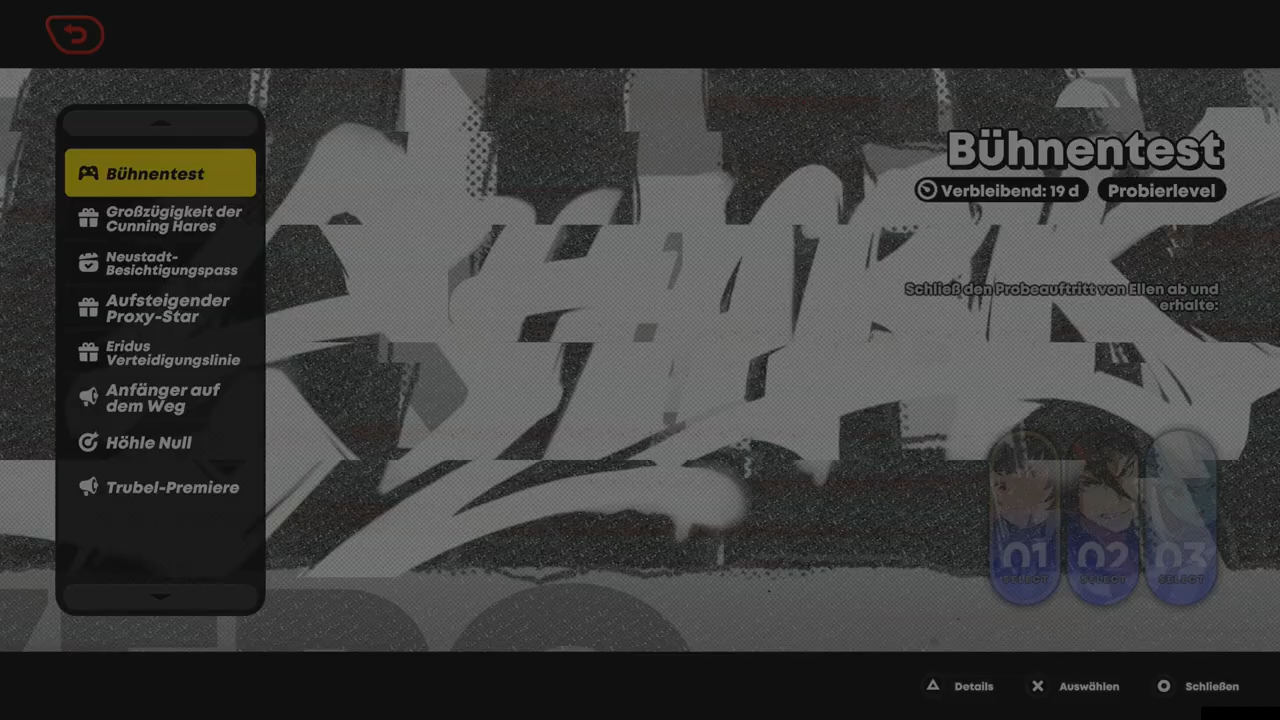 Bühnentest
Großzügigkeit der
Cunning Hares
Neustadt-
Besichtigungspass
Aufsteigender
Proxy-Star
Eridus
Verteidigungslinie
Anfänger auf
dem Weg
Höhle Null
Trubel-Premiere
Bühnentest
Verbleibend: 19 d
Probierlevel
Schließ den Probeauftritt von Ellen ab und
erhalte:
SHARK
01
SELECT
02
SELECT
03
SELECT
Details
Auswählen
Schließen